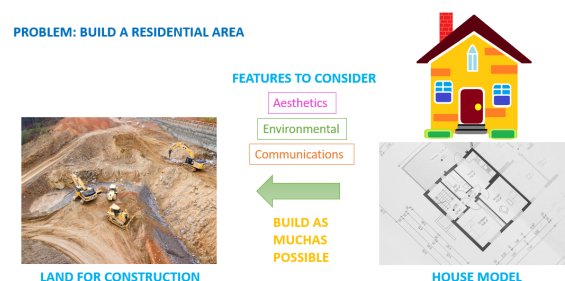 PROBLEM: BUILD A RESIDENTIAL AREA
FEATURES TO CONSIDER
Aesthetics
Environmental
Communications
BUILD AS
MUCHAS
POSSIBLE
LAND FOR CONSTRUCTION
HOUSE MODEL